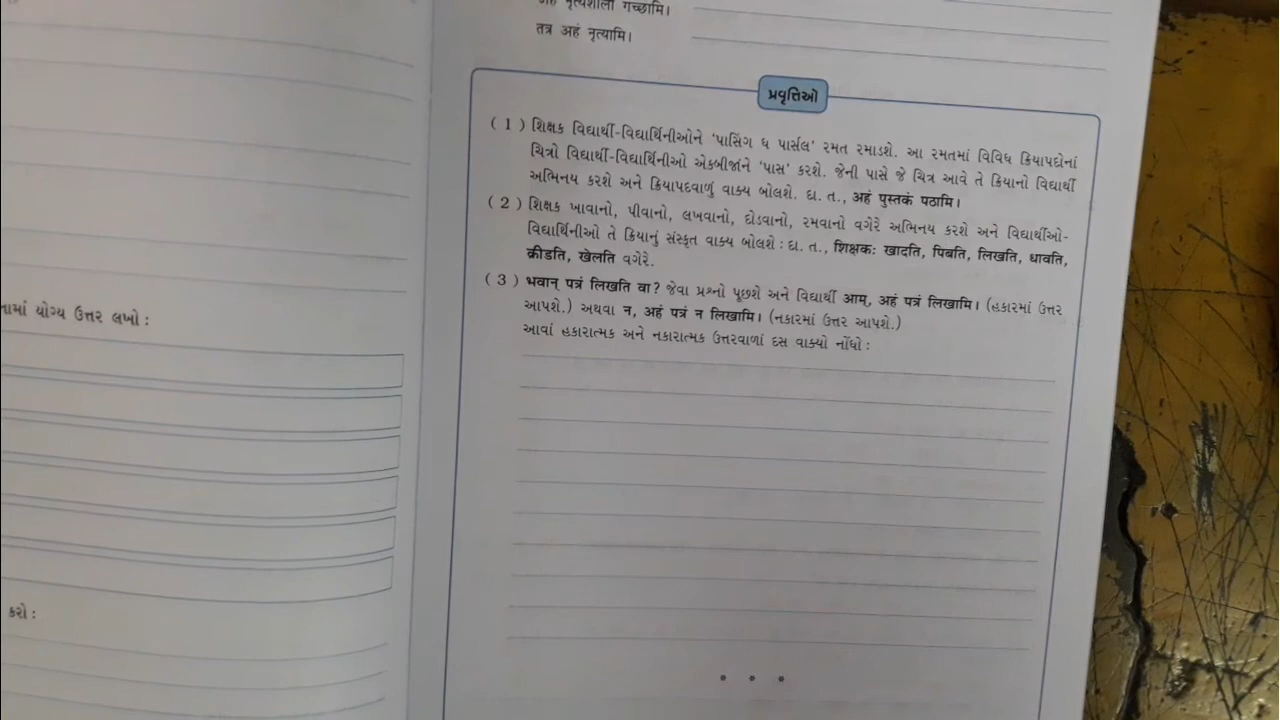 नृत्यशालां गच्छामि।
तत्र अहं नृत्यामि।
પ્રવૃત્તિઓ
( 1 ) શિક્ષક વિદ્યાર્થી-વિદ્યાર્થિનીઓને ‘પાસિંગ ધ પાર્સલ’ રમત રમાડશે. આ રમતમાં વિવિધ ક્રિયાપદોનાં
ચિત્રો વિદ્યાર્થી-વિદ્યાર્થિનીઓ એકબીજાંને ‘પાસ’ કરશે. જેની પાસે જે ચિત્ર આવે તે ક્રિયાનો વિદ્યાર્થી
અભિનય કરશે અને ક્રિયાપદવાળું વાક્ય બોલશે. દા. ત., अहं पुस्तकं पठामि।
( 2 ) શિક્ષક ખાવાનો, પીવાનો, લખવાનો, દોડવાનો, રમવાનો વગેરે અભિનય કરશે અને વિદ્યાર્થીઓ-
વિદ્યાર્થિનીઓ તે ક્રિયાનું સંસ્કૃત વાક્ય બોલશે : દા. ત., शिक्षकः खादति, पिबति, लिखति, धावति,
क्रीडति, खेलति વગેરે.
( 3 ) भवान् पत्रं लिखति वा? જેવા પ્રશ્નો પૂછશે અને વિદ્યાર્થી आम्, अहं पत्रं लिखामि। (હકારમાં ઉત્તર
આપશે.) અથવા न, अहं पत्रं न लिखामि। (નકારમાં ઉત્તર આપશે.)
આવાં હકારાત્મક અને નકારાત્મક ઉત્તરવાળાં દસ વાક્યો નોંધો :
નામાં યોગ્ય ઉત્તર લખો :
કરો :
* * *